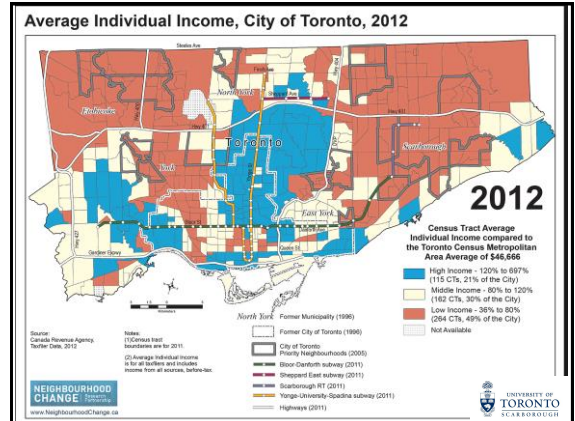 Average Individual Income, City of Toronto, 2012
Steeles Ave
Finch Ave
North York
Sheppard Ave
Hwy 404
Etobicoke
Hwy 401
Toronto
Scarborough
York
DVP
East York
Bloor St
Danforth Ave
Hwy 427
Gardiner Expwy
Queen St
2012
Census Tract Average
Individual Income compared to
the Toronto Census Metropolitan
Area Average of $46,666
High Income - 120% to 697%
(115 CTs, 21% of the City)
Middle Income - 80% to 120%
(162 CTs, 30% of the City)
Low Income - 36% to 80%
(264 CTs, 49% of the City)
Not Available
North York Former Municipality (1996)
Former City of Toronto (1996)
City of Toronto
Priority Neighbourhoods (2005)
Bloor-Danforth subway (2011)
Sheppard East subway (2011)
Scarborough RT (2011)
Yonge-University-Spadina subway (2011)
Highways (2011)
Source:
Canada Revenue Agency,
Taxfiler Data, 2012
Notes:
(1)Census tract
boundaries are for 2011.
(2) Average Individual Income
is for all taxfilers and includes
income from all sources, before-tax.
NEIGHBOURHOOD
CHANGE Research
Partnership
www.NeighbourhoodChange.ca
UNIVERSITY OF
TORONTO
SCARBOROUGH